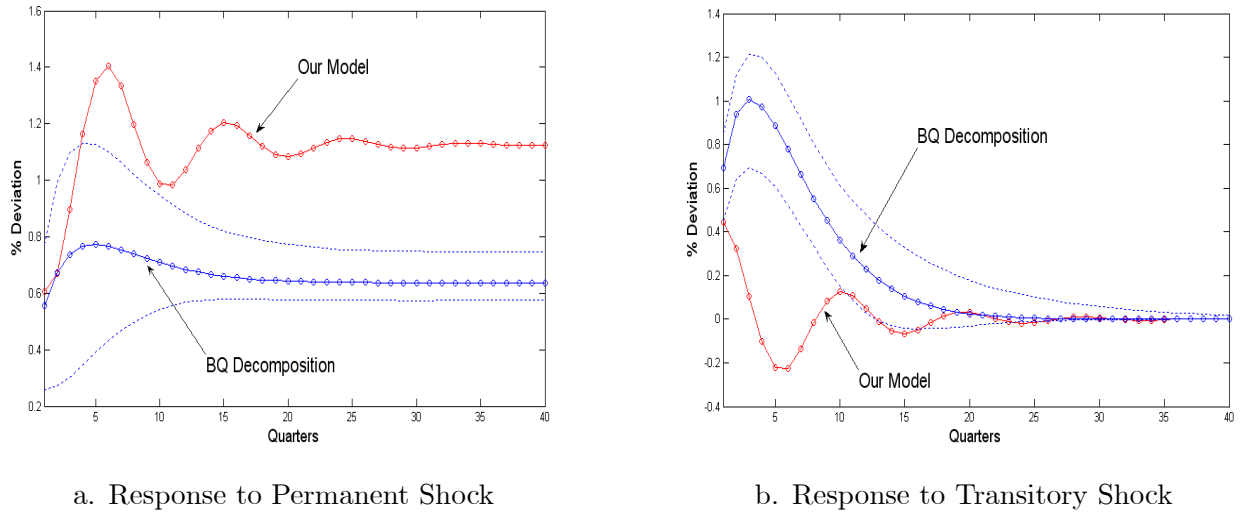 1.6
1.4
1.2
1
0.8
0.6
0.4
0.2
% Deviation
5 10 15 20 25 30 35 40
Quarters
Our Model
BQ Decomposition
a. Response to Permanent Shock
1.4
1.2
1
0.8
0.6
0.4
0.2
0
-0.2
-0.4
% Deviation
5 10 15 20 25 30 35 40
Quarters
BQ Decomposition
Our Model
b. Response to Transitory Shock